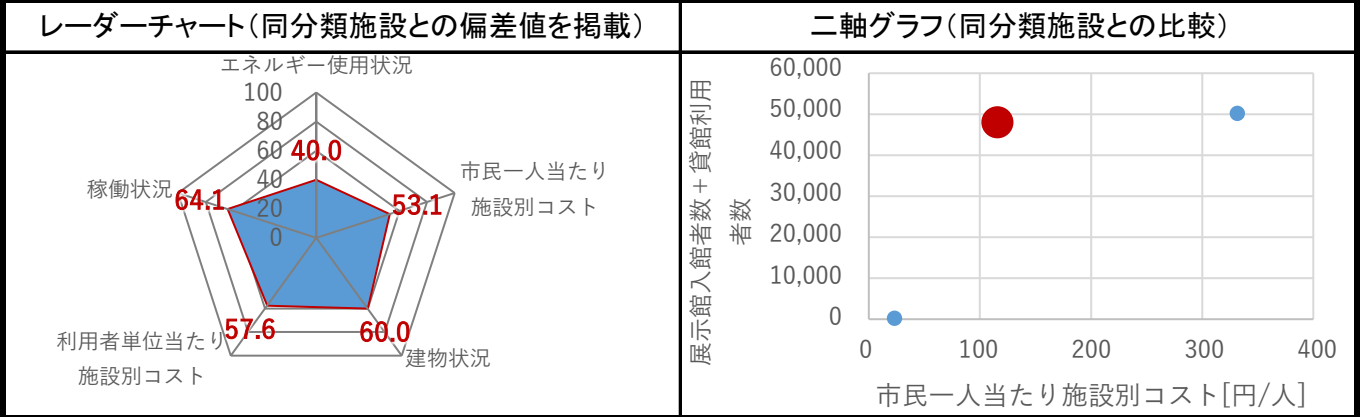 レーダーチャート（同分類施設との偏差値を掲載）
エネルギー使用状況
100
80
60
40
20
0
40.0
市民一人当たり
施設別コスト
53.1
60.0
建物状況
57.6
利用者単位当たり
施設別コスト
64.1
稼働状況
二軸グラフ（同分類施設との比較）
展示館入館者数＋貸館利用
者数
60,000
50,000
40,000
30,000
20,000
10,000
0
0 100 200 300 400
市民一人当たり施設別コスト[円/人]